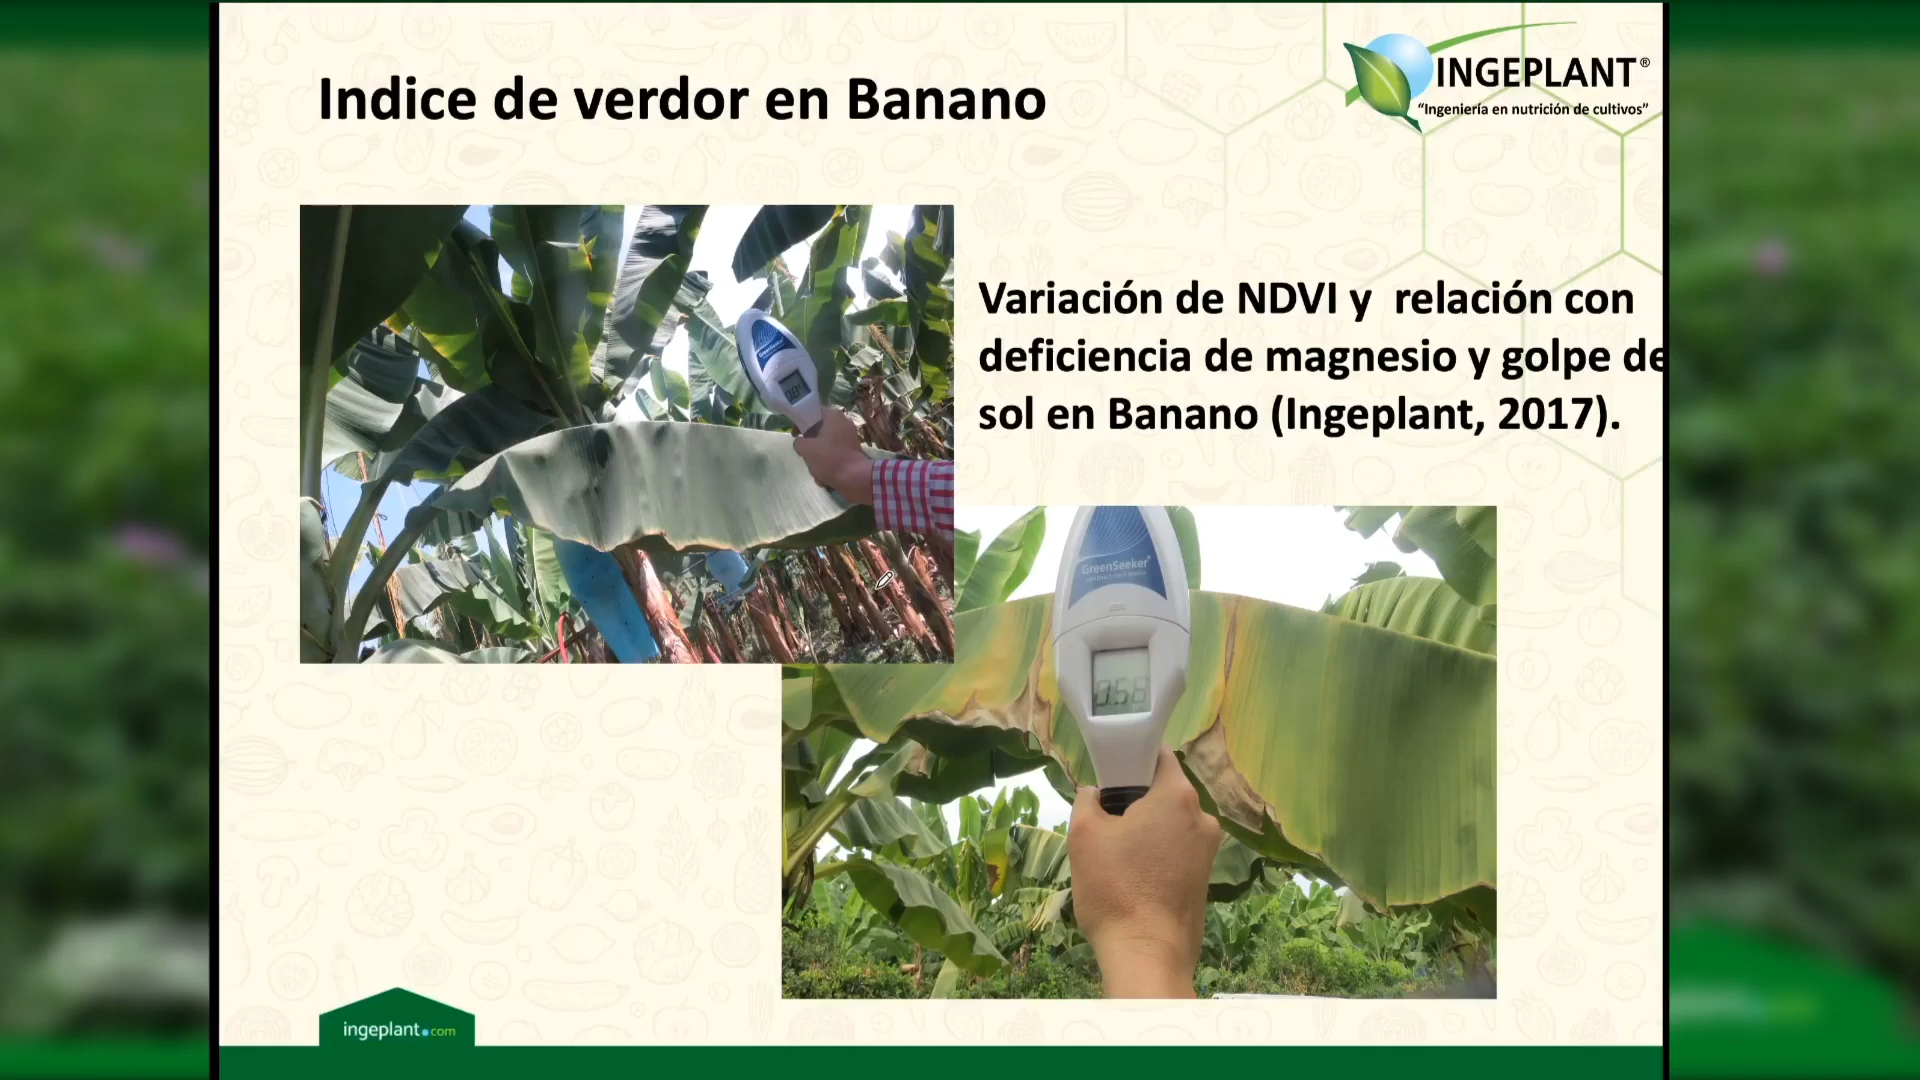 Indice de verdor en Banano
INGEPLANT®
“Ingeniería en nutrición de cultivos”
Variación de NDVI y relación con
deficiencia de magnesio y golpe de
sol en Banano (Ingeplant, 2017).
GreenSeeker
GreenSeeker
0.58
ingeplant.com